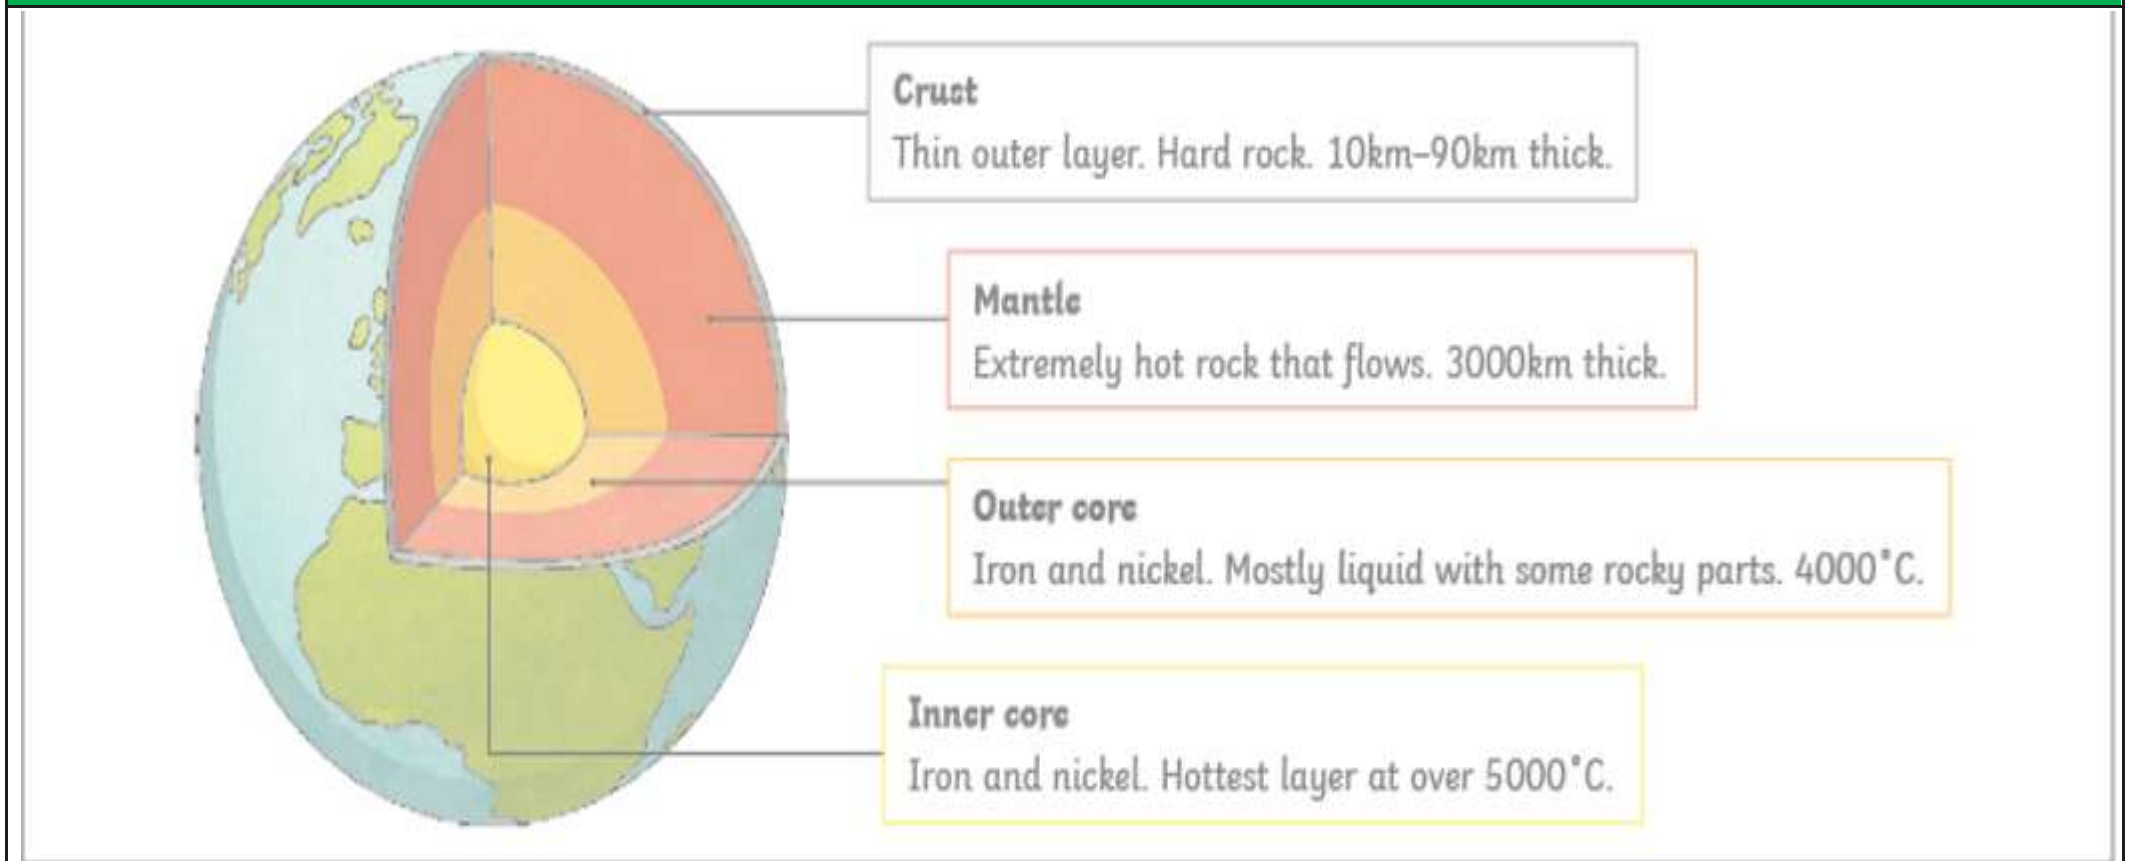 Crust
Thin outer layer. Hard rock. 10km–90km thick.
Mantle
Extremely hot rock that flows. 3000km thick.
Outer core
Iron and nickel. Mostly liquid with some rocky parts. 4000°C.
Inner core
Iron and nickel. Hottest layer at over 5000°C.